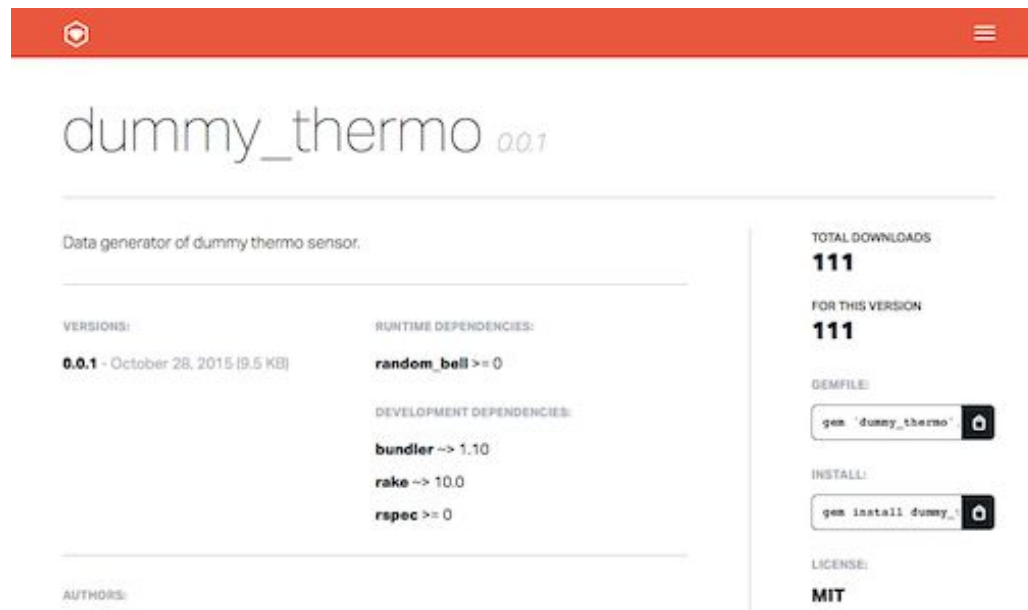 dummy_thermo 0.0.1
Data generator of dummy thermo sensor.
VERSIONS:
0.0.1 - October 28, 2015 (9.5 KB)
RUNTIME DEPENDENCIES:
random_bell >= 0
DEVELOPMENT DEPENDENCIES:
bundler ~> 1.10
rake ~> 10.0
rspec >= 0
AUTHORS:
TOTAL DOWNLOADS
111
FOR THIS VERSION
111
GEMFILE:
gem 'dummy_thermo',
INSTALL:
gem install dummy_
LICENSE:
MIT